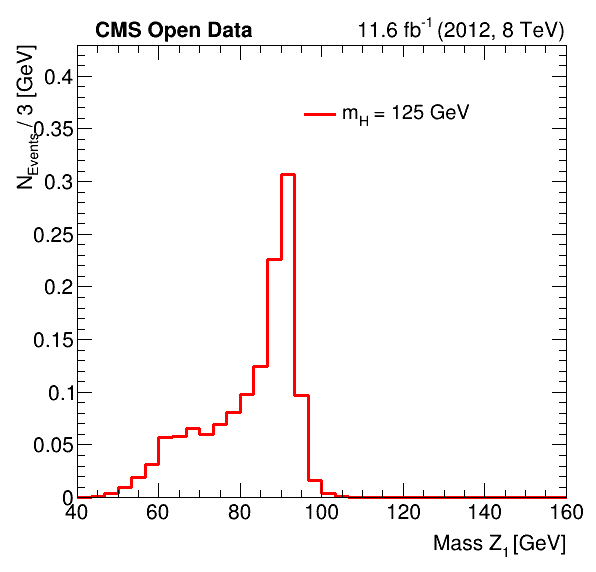 CMS Open Data 11.6 fb-1 (2012, 8 TeV)
NEvents / 3 [GeV]
mH = 125 GeV
0.4
0.35
0.3
0.25
0.2
0.15
0.1
0.05
0
40 60 80 100 120 140 160
Mass Z1 [GeV]